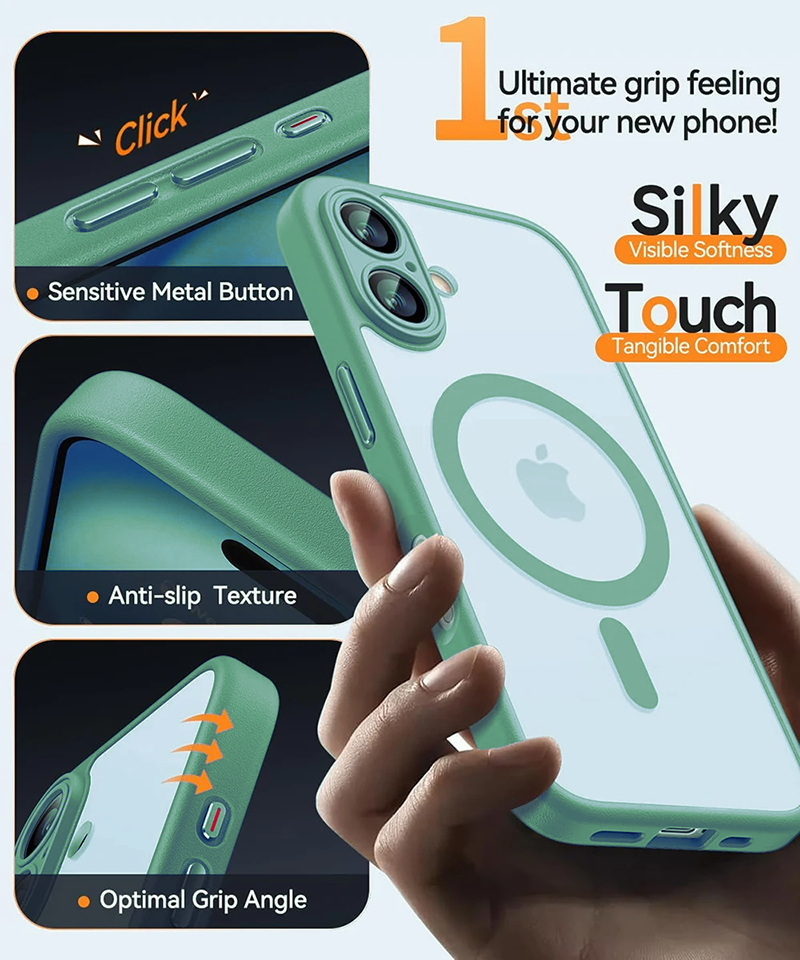 Click
Sensitive Metal Button
Anti-slip Texture
Optimal Grip Angle
1st
Ultimate grip feeling
for your new phone!
Silky
Visible Softness
Touch
Tangible Comfort